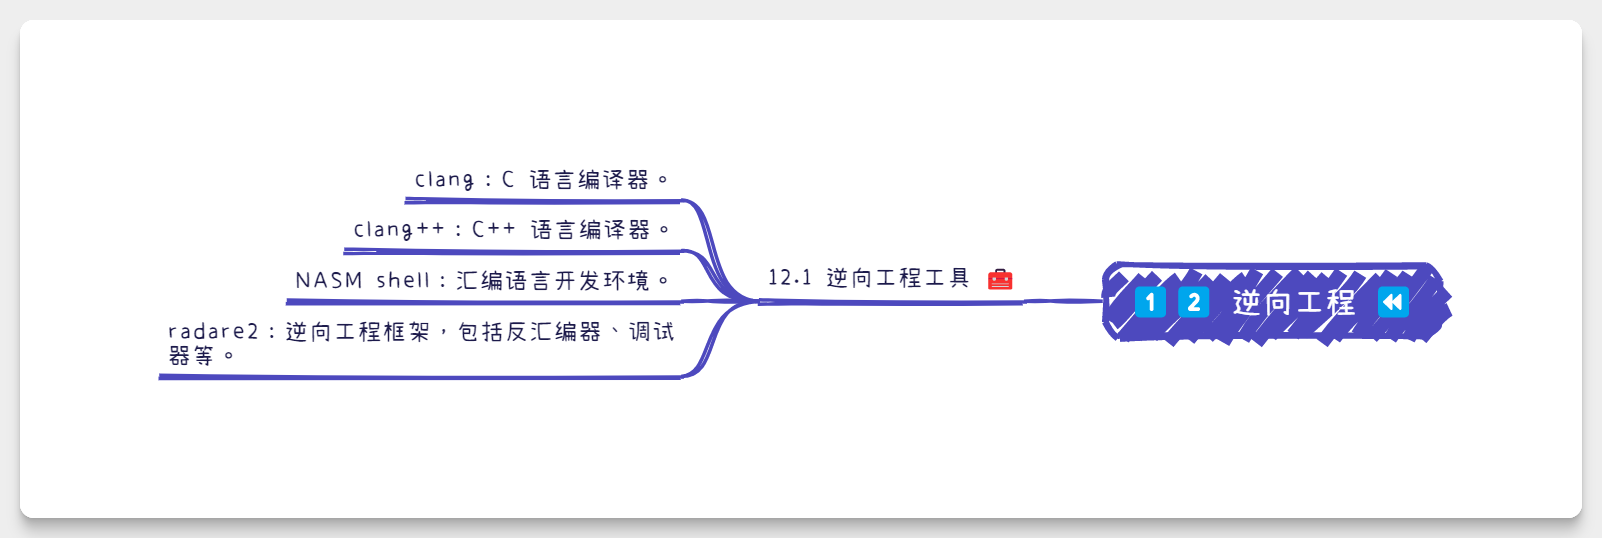 clang：C 语言编译器。
clang++：C++ 语言编译器。
NASM shell：汇编语言开发环境。
radare2：逆向工程框架，包括反汇编器、调试
器等。
12.1 逆向工程工具 🧰
1️⃣ 2️⃣ 逆向工程 ⏪